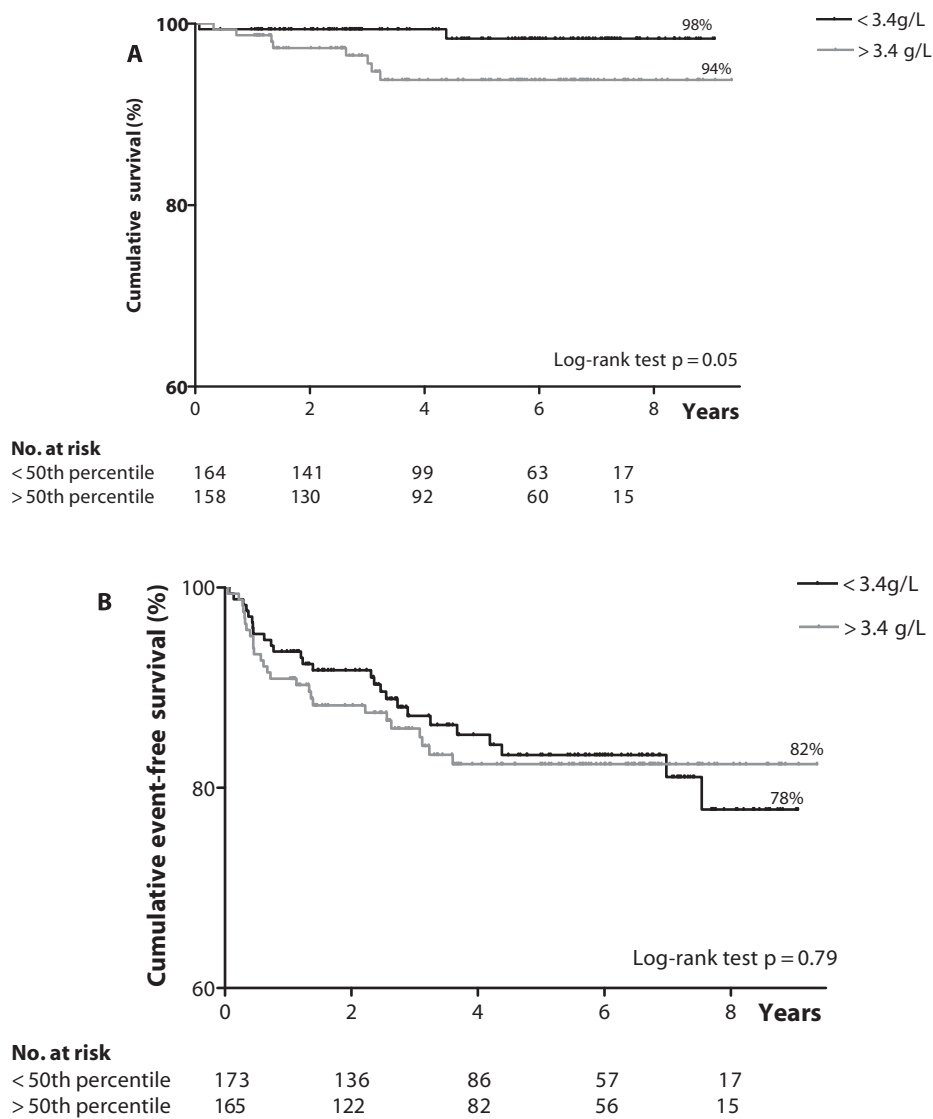 A
Cumulative survival (%)
100
80
60
98%
94%
< 3.4g/L
> 3.4 g/L
Log-rank test p = 0.05
0 2 4 6 8 Years
No. at risk
< 50th percentile 164 141 99 63 17
> 50th percentile 158 130 92 60 15
B
Cumulative event-free survival (%)
100
80
60
< 3.4g/L
> 3.4 g/L
82%
78%
Log-rank test p = 0.79
0 2 4 6 8 Years
No. at risk
< 50th percentile 173 136 86 57 17
> 50th percentile 165 122 82 56 15